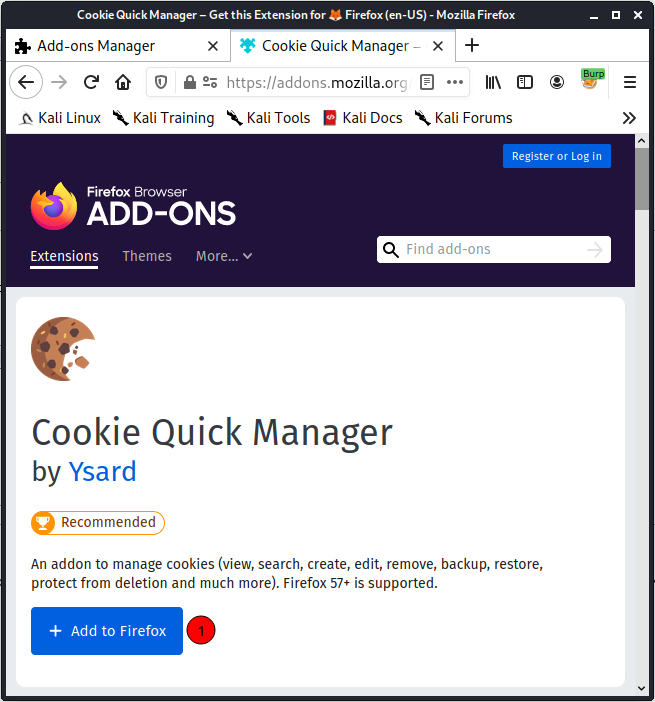 Cookie Quick Manager – Get this Extension for 🦊 Firefox (en-US) - Mozilla Firefox
Add-ons Manager
Cookie Quick Manager –
https://addons.mozilla.org
Burp
Kali Linux
Kali Training
Kali Tools
Kali Docs
Kali Forums
Register or Log in
Firefox Browser
ADD-ONS
Extensions
Themes
More...
Find add-ons
Cookie Quick Manager
by Ysard
Recommended
An addon to manage cookies (view, search, create, edit, remove, backup, restore,
protect from deletion and much more). Firefox 57+ is supported.
+ Add to Firefox
1